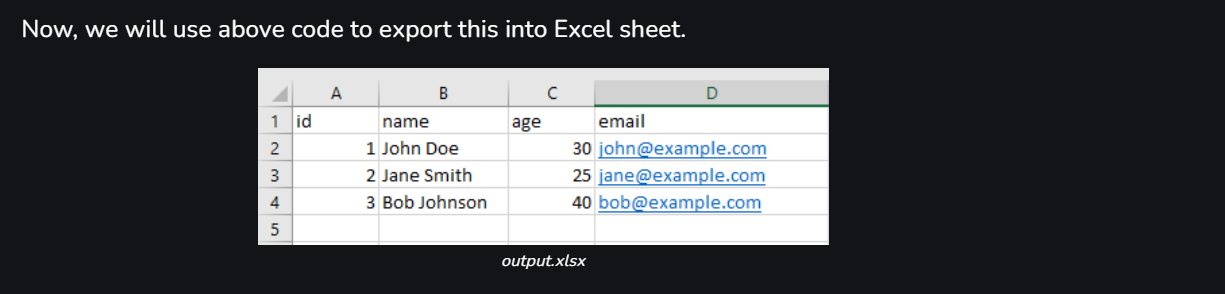 Now, we will use above code to export this into Excel sheet.
A B C D
1 id name age email
2 1 John Doe 30 john@example.com
3 2 Jane Smith 25 jane@example.com
4 3 Bob Johnson 40 bob@example.com
5
output.xlsx